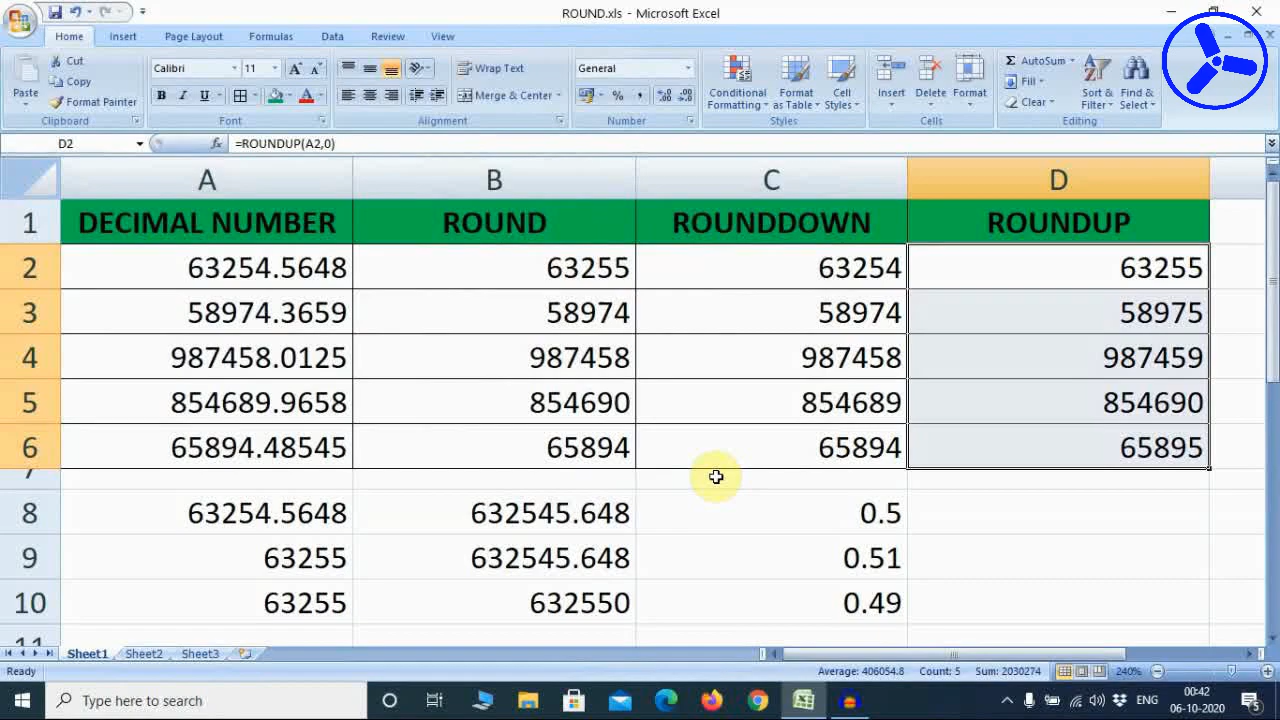 ROUND.xls - Microsoft Excel
Home Insert Page Layout Formulas Data Review View
Paste Cut Copy Format Painter Clipboard
Calibri 11 A A B I U A Font
Wrap Text Merge & Center Alignment
General % , Number
Conditional Formatting Format as Table Cell Styles Styles
Insert Delete Format Cells
Σ AutoSum Fill Clear Sort & Filter Find & Select Editing
D2 fx =ROUNDUP(A2,0)
A B C D
1 DECIMAL NUMBER ROUND ROUNDDOWN ROUNDUP
2 63254.5648 63255 63254 63255
3 58974.3659 58974 58974 58975
4 987458.0125 987458 987458 987459
5 854689.9658 854690 854689 854690
6 65894.48545 65894 65894 65895
7
8 63254.5648 632545.648 0.5
9 63255 632545.648 0.51
10 63255 632550 0.49
11
Sheet1 Sheet2 Sheet3
Ready Average: 406054.8 Count: 5 Sum: 2030274 240%
Type here to search ENG 00:42
06-10-2020 5